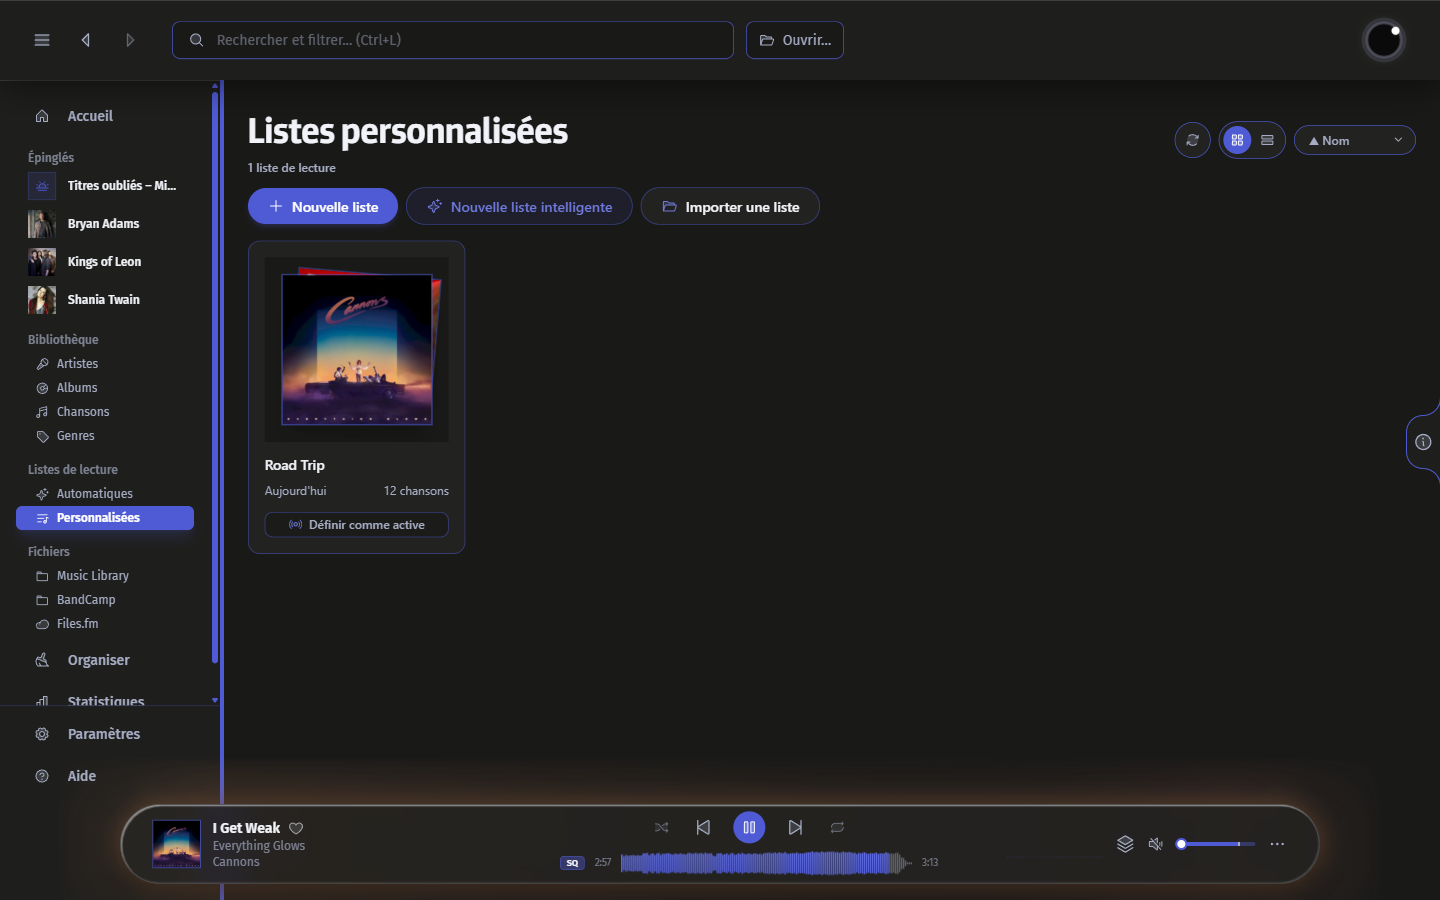 Rechercher et filtrer... (Ctrl+L)
Ouvrir...
Accueil
Épinglés
Titres oubliés – Mi...
Bryan Adams
Kings of Leon
Shania Twain
Bibliothèque
Artistes
Albums
Chansons
Genres
Listes de lecture
Automatiques
Personnalisées
Fichiers
Music Library
BandCamp
Files.fm
Organiser
Statistiques
Paramètres
Aide
Listes personnalisées
1 liste de lecture
Nom
Nouvelle liste
Nouvelle liste intelligente
Importer une liste
Cannons
Road Trip
Aujourd'hui
12 chansons
Définir comme active
I Get Weak
Everything Glows
Cannons
SQ
2:57
3:13